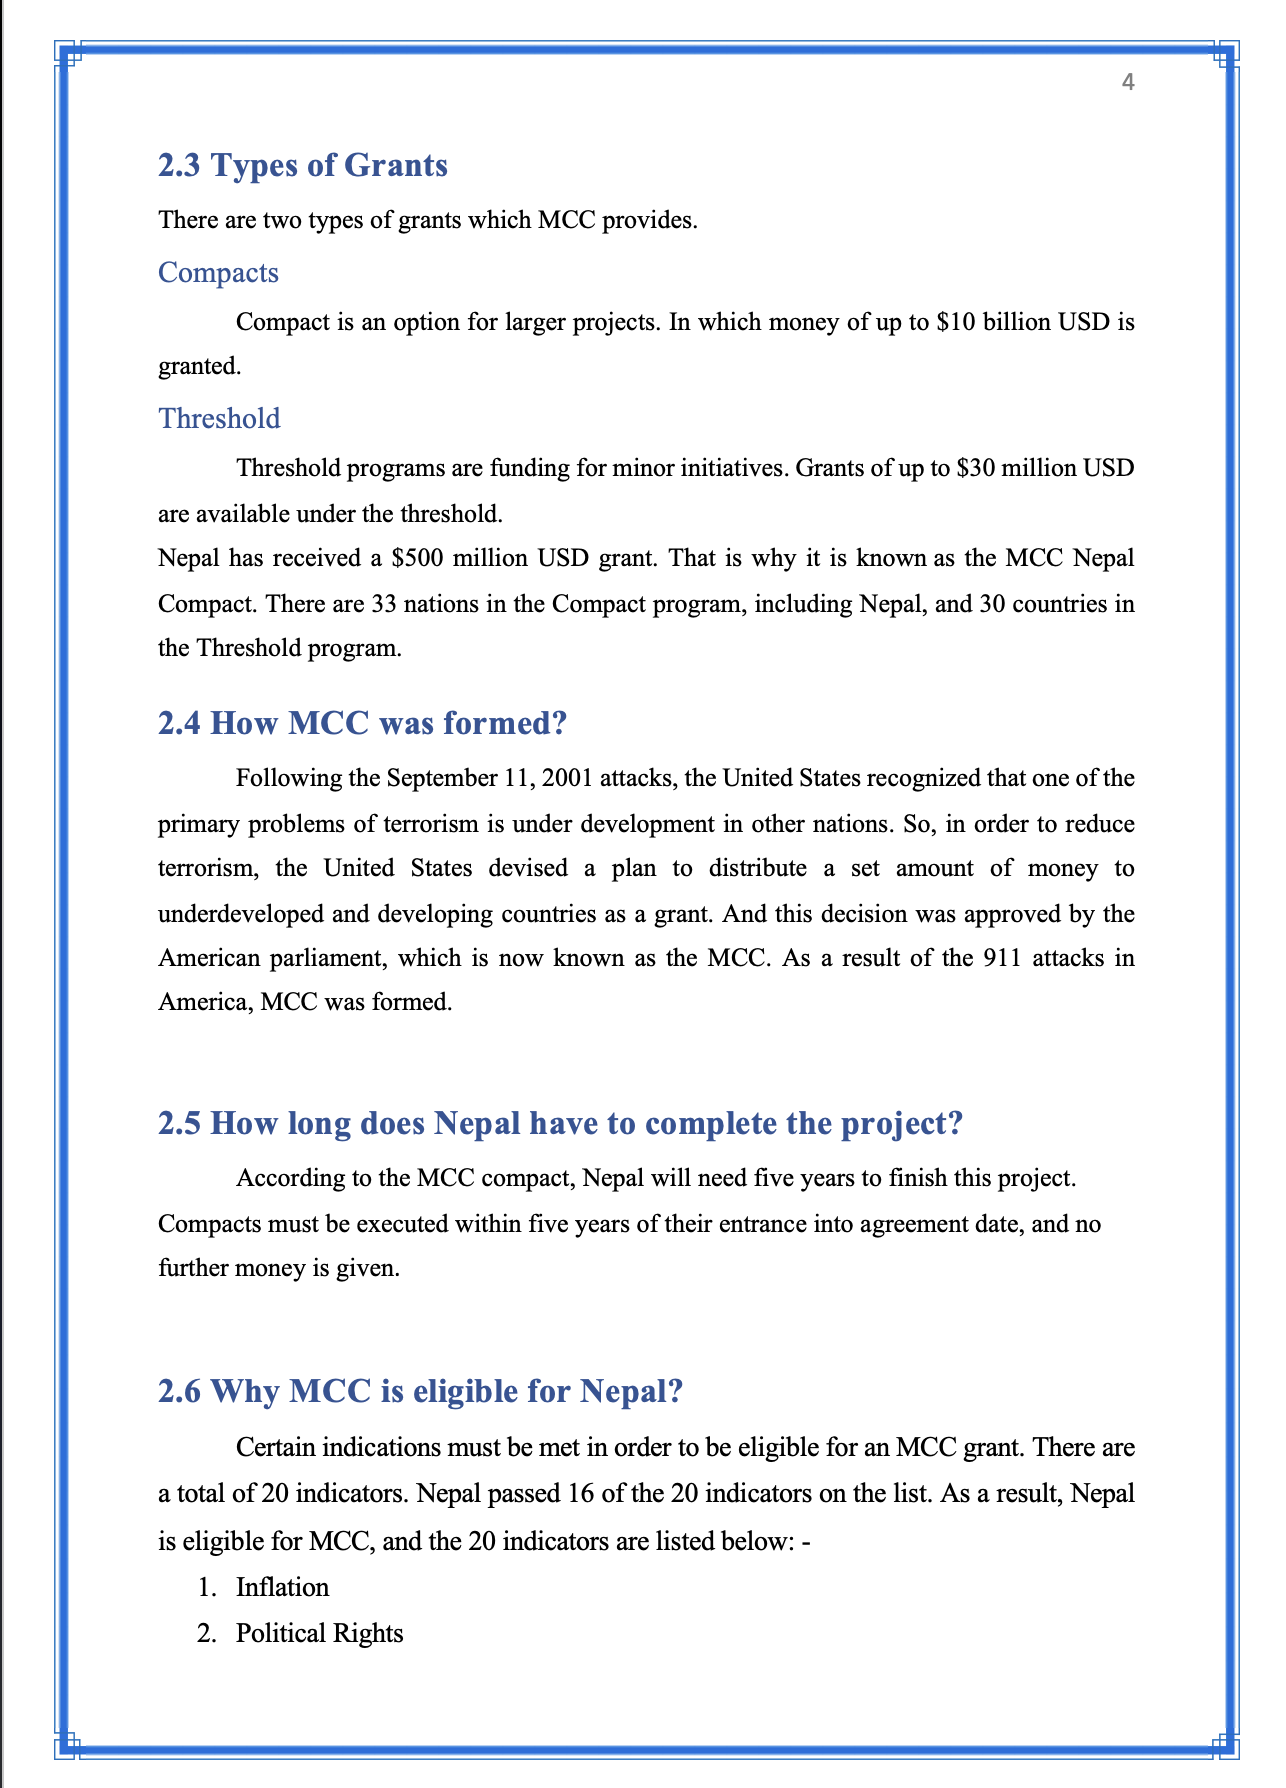 4
2.3 Types of Grants
There are two types of grants which MCC provides.
Compacts
Compact is an option for larger projects. In which money of up to $10 billion USD is
granted.
Threshold
Threshold programs are funding for minor initiatives. Grants of up to $30 million USD
are available under the threshold.
Nepal has received a $500 million USD grant. That is why it is known as the MCC Nepal
Compact. There are 33 nations in the Compact program, including Nepal, and 30 countries in
the Threshold program.
2.4 How MCC was formed?
Following the September 11, 2001 attacks, the United States recognized that one of the
primary problems of terrorism is under development in other nations. So, in order to reduce
terrorism, the United States devised a plan to distribute a set amount of money to
underdeveloped and developing countries as a grant. And this decision was approved by the
American parliament, which is now known as the MCC. As a result of the 911 attacks in
America, MCC was formed.
2.5 How long does Nepal have to complete the project?
According to the MCC compact, Nepal will need five years to finish this project.
Compacts must be executed within five years of their entrance into agreement date, and no
further money is given.
2.6 Why MCC is eligible for Nepal?
Certain indications must be met in order to be eligible for an MCC grant. There are
a total of 20 indicators. Nepal passed 16 of the 20 indicators on the list. As a result, Nepal
is eligible for MCC, and the 20 indicators are listed below: -
1. Inflation
2. Political Rights